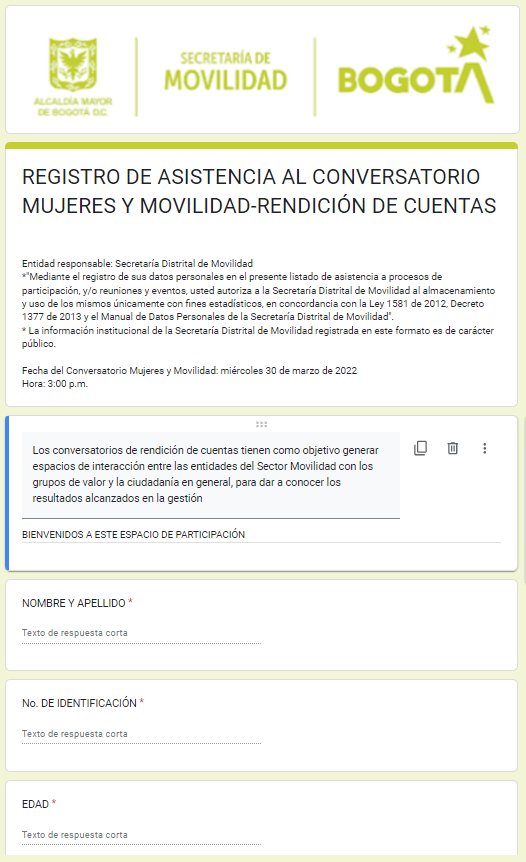 ALCALDÍA MAYOR
DE BOGOTÁ D.C.
SECRETARÍA DE
MOVILIDAD
BOGOTÁ
REGISTRO DE ASISTENCIA AL CONVERSATORIO
MUJERES Y MOVILIDAD-RENDICIÓN DE CUENTAS
Entidad responsable: Secretaría Distrital de Movilidad
*"Mediante el registro de sus datos personales en el presente listado de asistencia a procesos de
participación, y/o reuniones y eventos, usted autoriza a la Secretaría Distrital de Movilidad al almacenamiento
y uso de los mismos únicamente con fines estadísticos, en concordancia con la Ley 1581 de 2012, Decreto
1377 de 2013 y el Manual de Datos Personales de la Secretaría Distrital de Movilidad".
* La información institucional de la Secretaría Distrital de Movilidad registrada en este formato es de carácter
público.
Fecha del Conversatorio Mujeres y Movilidad: miércoles 30 de marzo de 2022
Hora: 3:00 p.m.
Los conversatorios de rendición de cuentas tienen como objetivo generar
espacios de interacción entre las entidades del Sector Movilidad con los
grupos de valor y la ciudadanía en general, para dar a conocer los
resultados alcanzados en la gestión
BIENVENIDOS A ESTE ESPACIO DE PARTICIPACIÓN
NOMBRE Y APELLIDO *
Texto de respuesta corta
No. DE IDENTIFICACIÓN *
Texto de respuesta corta
EDAD *
Texto de respuesta corta